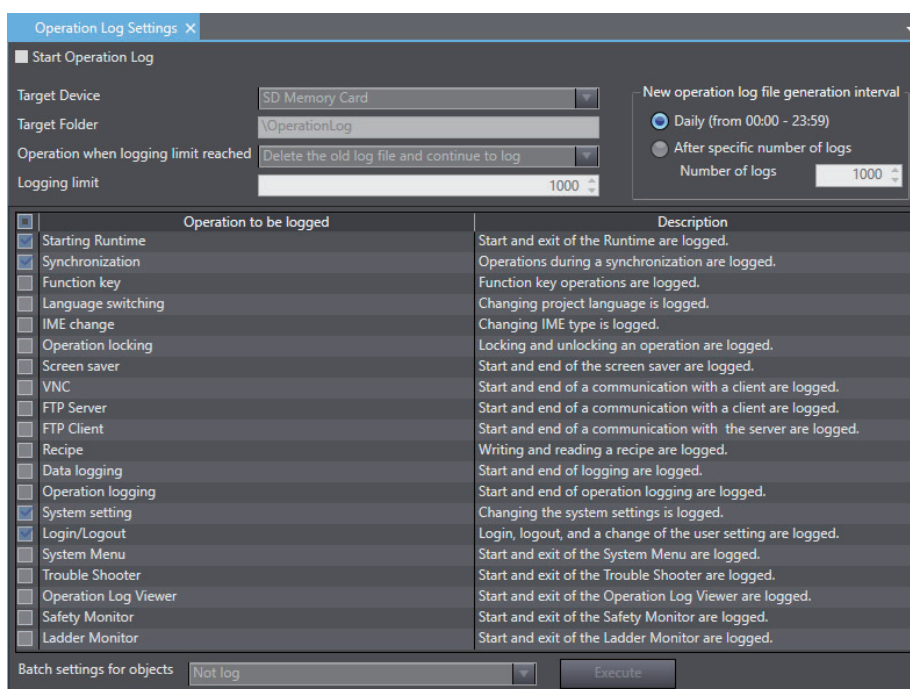 Operation Log Settings
Start Operation Log
Target Device SD Memory Card
Target Folder \OperationLog
Operation when logging limit reached Delete the old log file and continue to log
Logging limit 1000
New operation log file generation interval
Daily (from 00:00 - 23:59)
After specific number of logs
Number of logs 1000
Operation to be logged Description
Starting Runtime Start and exit of the Runtime are logged.
Synchronization Operations during a synchronization are logged.
Function key Function key operations are logged.
Language switching Changing project language is logged.
IME change Changing IME type is logged.
Operation locking Locking and unlocking an operation are logged.
Screen saver Start and end of the screen saver are logged.
VNC Start and end of a communication with a client are logged.
FTP Server Start and end of a communication with a client are logged.
FTP Client Start and end of a communication with the server are logged.
Recipe Writing and reading a recipe are logged.
Data logging Start and end of logging are logged.
Operation logging Start and end of operation logging are logged.
System setting Changing the system settings is logged.
Login/Logout Login, logout, and a change of the user setting are logged.
System Menu Start and exit of the System Menu are logged.
Trouble Shooter Start and exit of the Trouble Shooter are logged.
Operation Log Viewer Start and exit of the Operation Log Viewer are logged.
Safety Monitor Start and exit of the Safety Monitor are logged.
Ladder Monitor Start and exit of the Ladder Monitor are logged.
Batch settings for objects Not log Execute